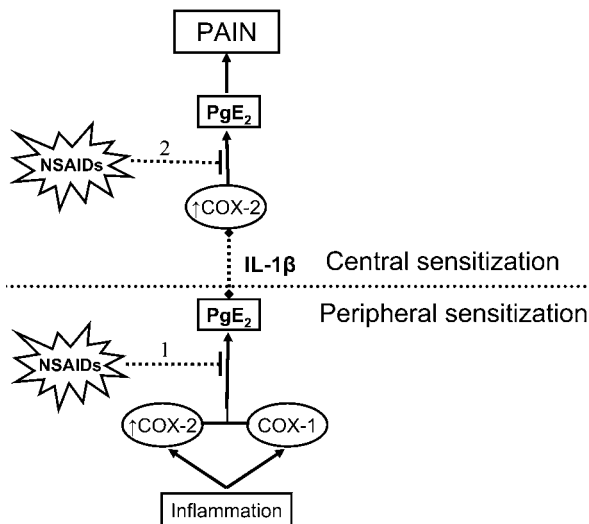 PAIN
PgE₂
2
NSAIDs
↑COX-2
IL-1β
Central sensitization
PgE₂
Peripheral sensitization
1
NSAIDs
↑COX-2
COX-1
Inflammation